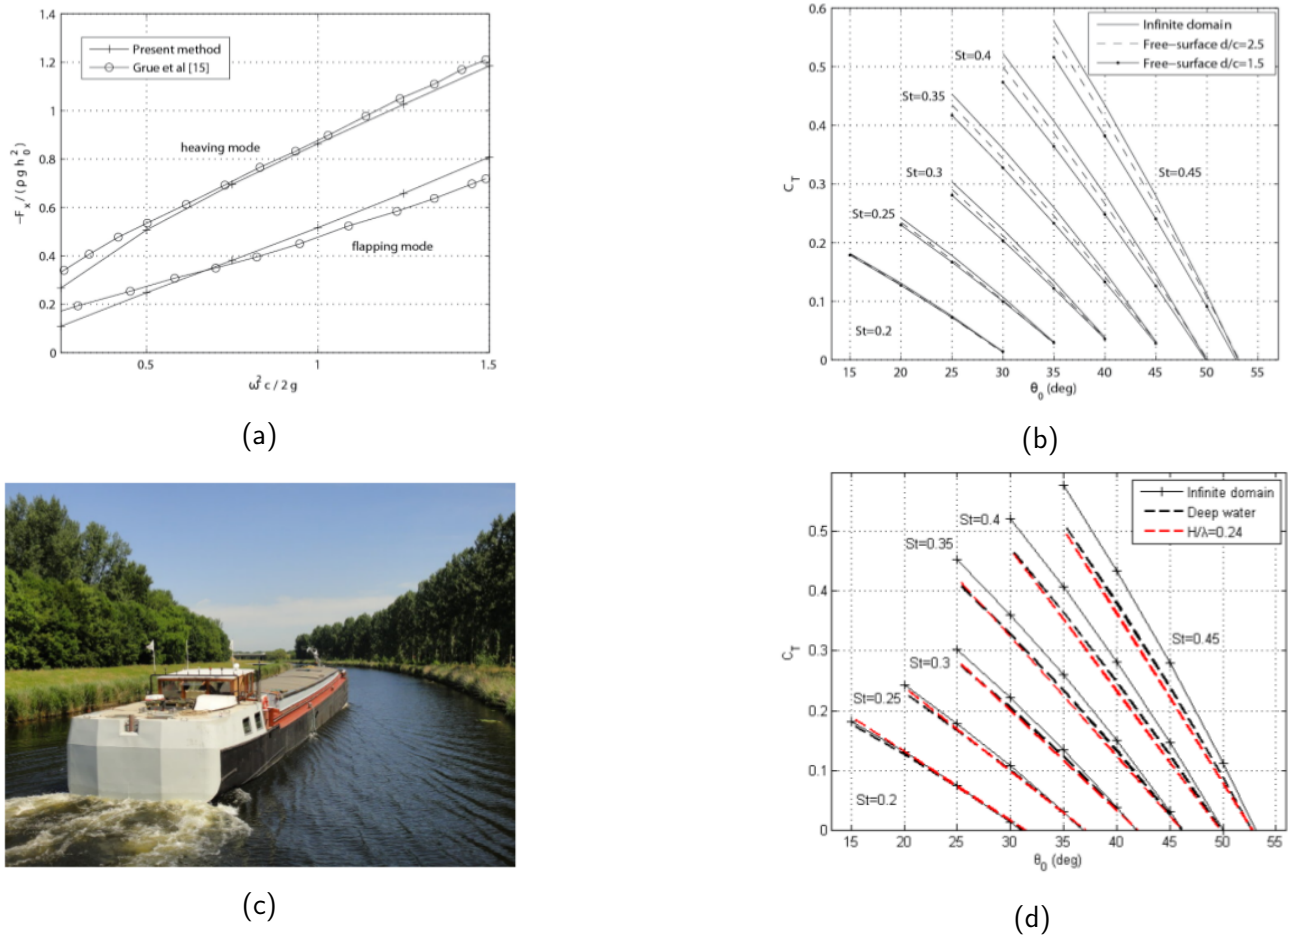 1.4
1.2
1
0.8
0.6
0.4
0.2
0
0.5
1
1.5
−F_x / (ρ g h_0^2)
ω^2 c / 2 g
Present method
Grue et al [15]
heaving mode
flapping mode
(a)
0.6
0.5
0.4
0.3
0.2
0.1
0
15 20 25 30 35 40 45 50 55
C_T
θ_0 (deg)
Infinite domain
Free−surface d/c=2.5
Free−surface d/c=1.5
St=0.4
St=0.35
St=0.3
St=0.45
St=0.25
St=0.2
(b)
(c)
0.5
0.4
0.3
0.2
0.1
0
15 20 25 30 35 40 45 50 55
C_T
θ_0 (deg)
Infinite domain
Deep water
H/λ=0.24
St=0.4
St=0.35
St=0.45
St=0.3
St=0.25
St=0.2
(d)